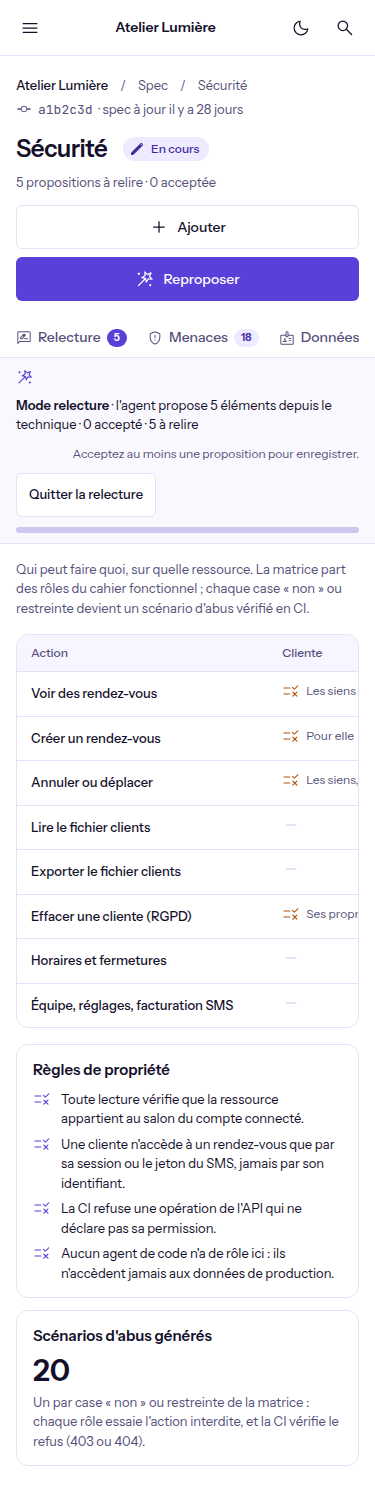 Atelier Lumière
Atelier Lumière / Spec / Sécurité
a1b2c3d · spec à jour il y a 28 jours
Sécurité En cours
5 propositions à relire · 0 acceptée
Ajouter
Reproposer
Relecture 5 Menaces 18 Données
Mode relecture · l'agent propose 5 éléments depuis le
technique · 0 accepté · 5 à relire
Acceptez au moins une proposition pour enregistrer.
Quitter la relecture
Qui peut faire quoi, sur quelle ressource. La matrice part
des rôles du cahier fonctionnel ; chaque case « non » ou
restreinte devient un scénario d'abus vérifié en CI.
Action Cliente
Voir des rendez-vous Les siens
Créer un rendez-vous Pour elle
Annuler ou déplacer Les siens,
Lire le fichier clients —
Exporter le fichier clients —
Effacer une cliente (RGPD) Ses propr
Horaires et fermetures —
Équipe, réglages, facturation SMS —
Règles de propriété
Toute lecture vérifie que la ressource
appartient au salon du compte connecté.
Une cliente n'accède à un rendez-vous que par
sa session ou le jeton du SMS, jamais par son
identifiant.
La CI refuse une opération de l'API qui ne
déclare pas sa permission.
Aucun agent de code n'a de rôle ici : ils
n'accèdent jamais aux données de production.
Scénarios d'abus générés
20
Un par case « non » ou restreinte de la matrice :
chaque rôle essaie l'action interdite, et la CI vérifie le
refus (403 ou 404).